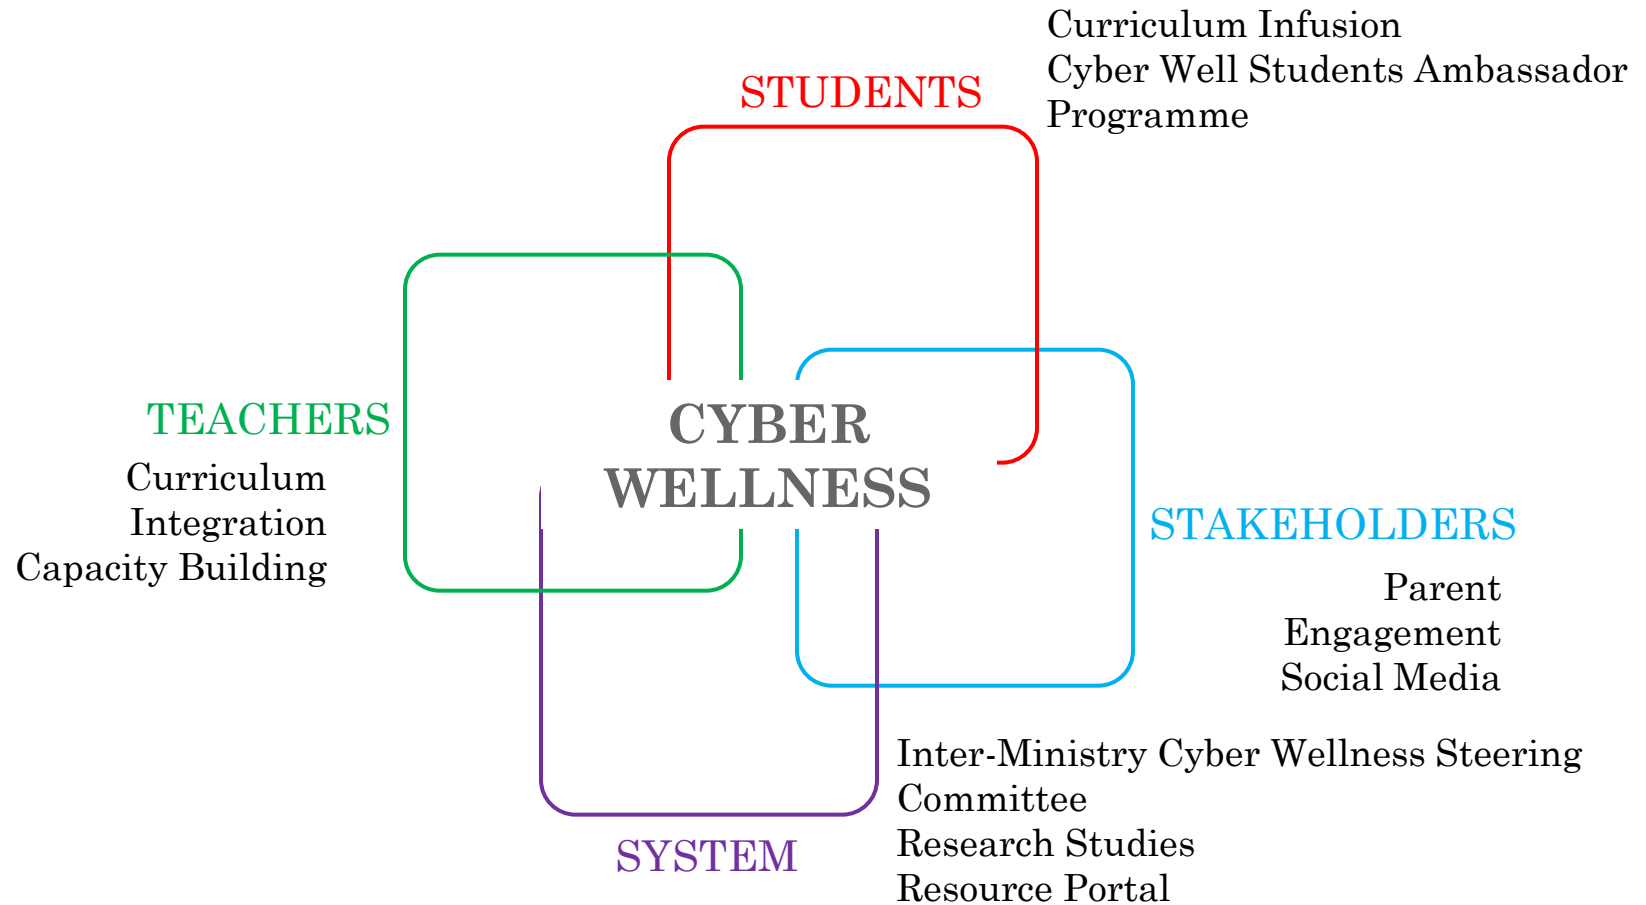 STUDENTS
Curriculum Infusion
Cyber Well Students Ambassador
Programme
TEACHERS
Curriculum
Integration
Capacity Building
CYBER
WELLNESS
STAKEHOLDERS
Parent
Engagement
Social Media
SYSTEM
Inter-Ministry Cyber Wellness Steering
Committee
Research Studies
Resource Portal